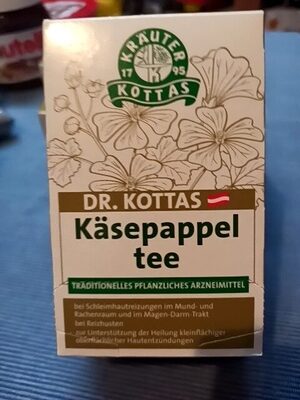 nutella
KRÄUTER
17 95
KOTTAS
DR. KOTTAS
Käsepappel
tee
TRADITIONELLES PFLANZLICHES ARZNEIMITTEL
bei Schleimhautreizungen im Mund- und
Rachenraum und im Magen-Darm-Trakt
bei Reizhusten
zur Unterstützung der Heilung kleinflächiger
oberflächlicher Hautentzündungen